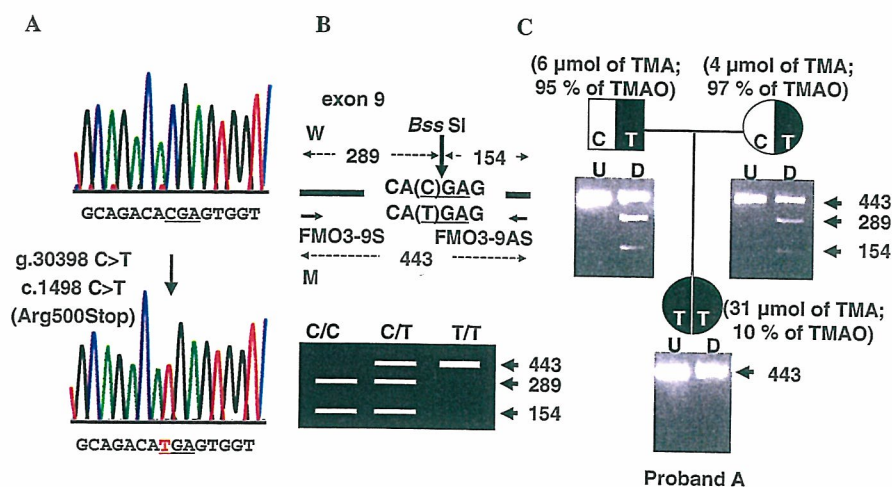 A
GCAGACACGAGTGGT
g.30398 C>T
c.1498 C>T
(Arg500Stop)
GCAGACATGAGTGGT
B
exon 9
Bss SI
W
289
154
CA(C)GAG
CA(T)GAG
FMO3-9S
FMO3-9AS
443
M
C/C C/T T/T
443
289
154
C
(6 µmol of TMA;
95 % of TMAO)
(4 µmol of TMA;
97 % of TMAO)
C T
C T
U D
U D
443
289
154
T T
(31 µmol of TMA;
10 % of TMAO)
U D
443
Proband A